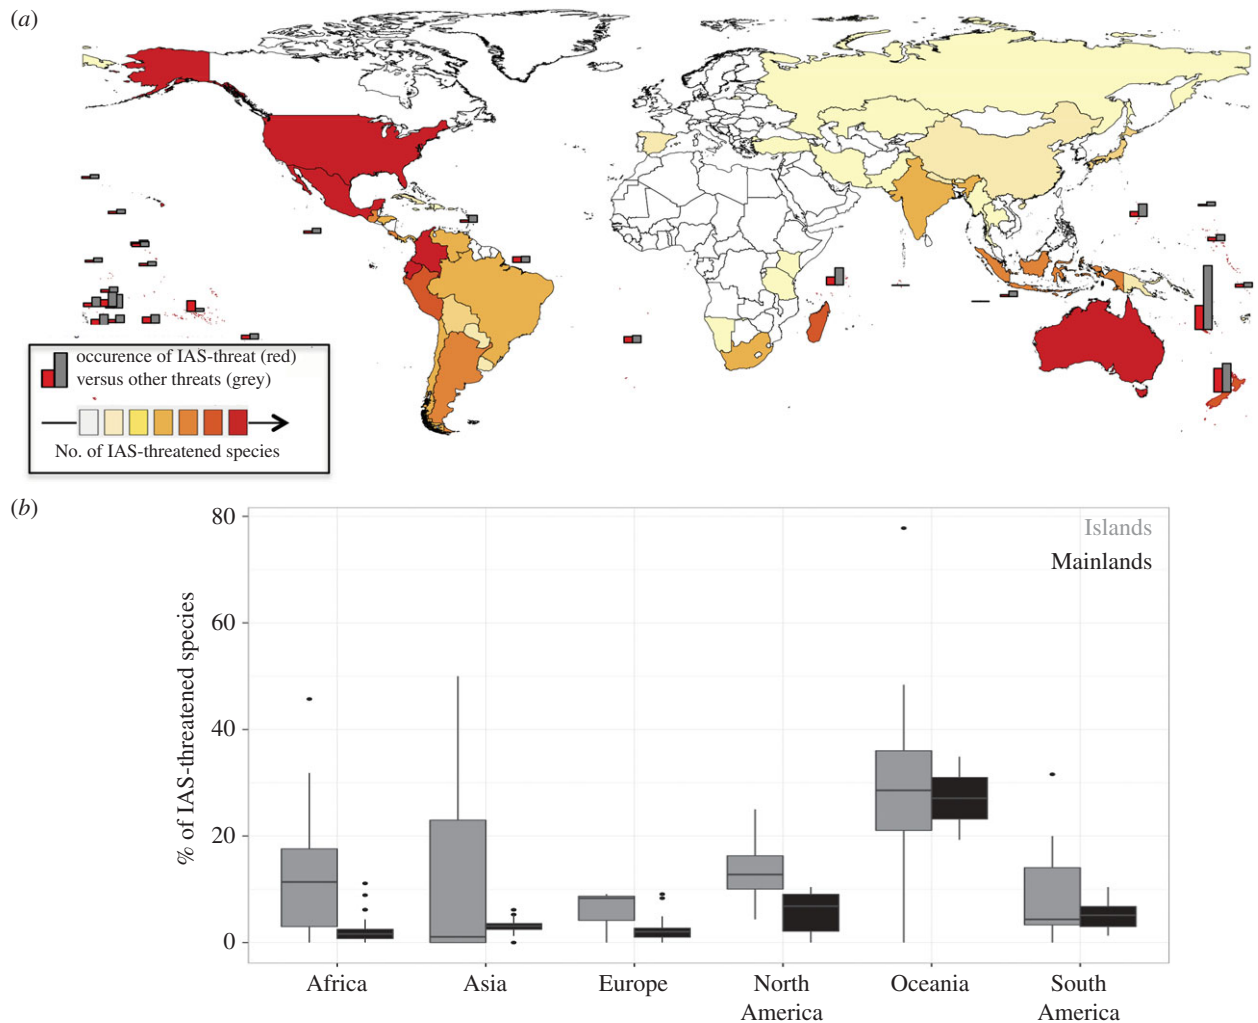 (a)
occurence of IAS-threat (red)
versus other threats (grey)
No. of IAS-threatened species
(b)
% of IAS-threatened species
80
60
40
20
0
Islands
Mainlands
Africa
Asia
Europe
North
America
Oceania
South
America